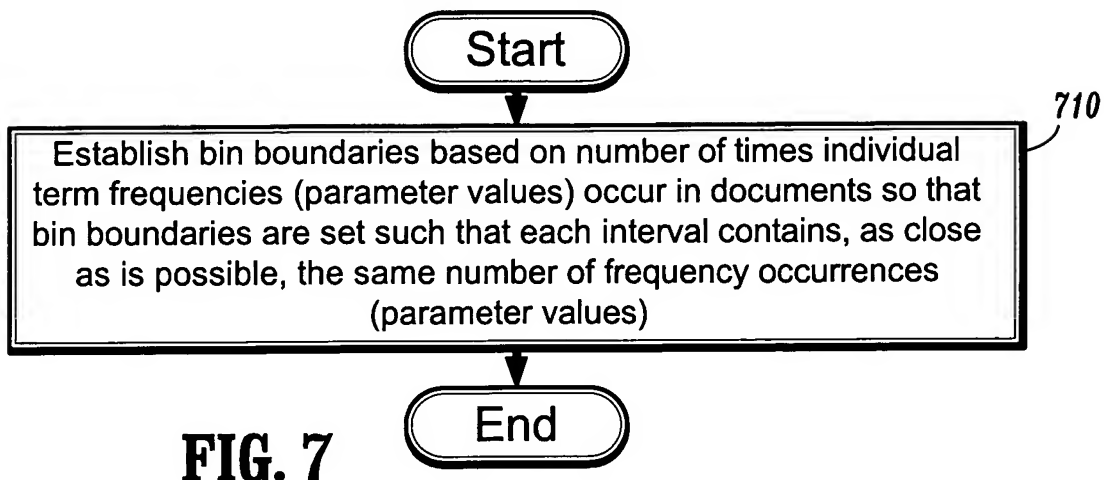 Start
710
Establish bin boundaries based on number of times individual
term frequencies (parameter values) occur in documents so that
bin boundaries are set such that each interval contains, as close
as is possible, the same number of frequency occurrences
(parameter values)
End
FIG. 7